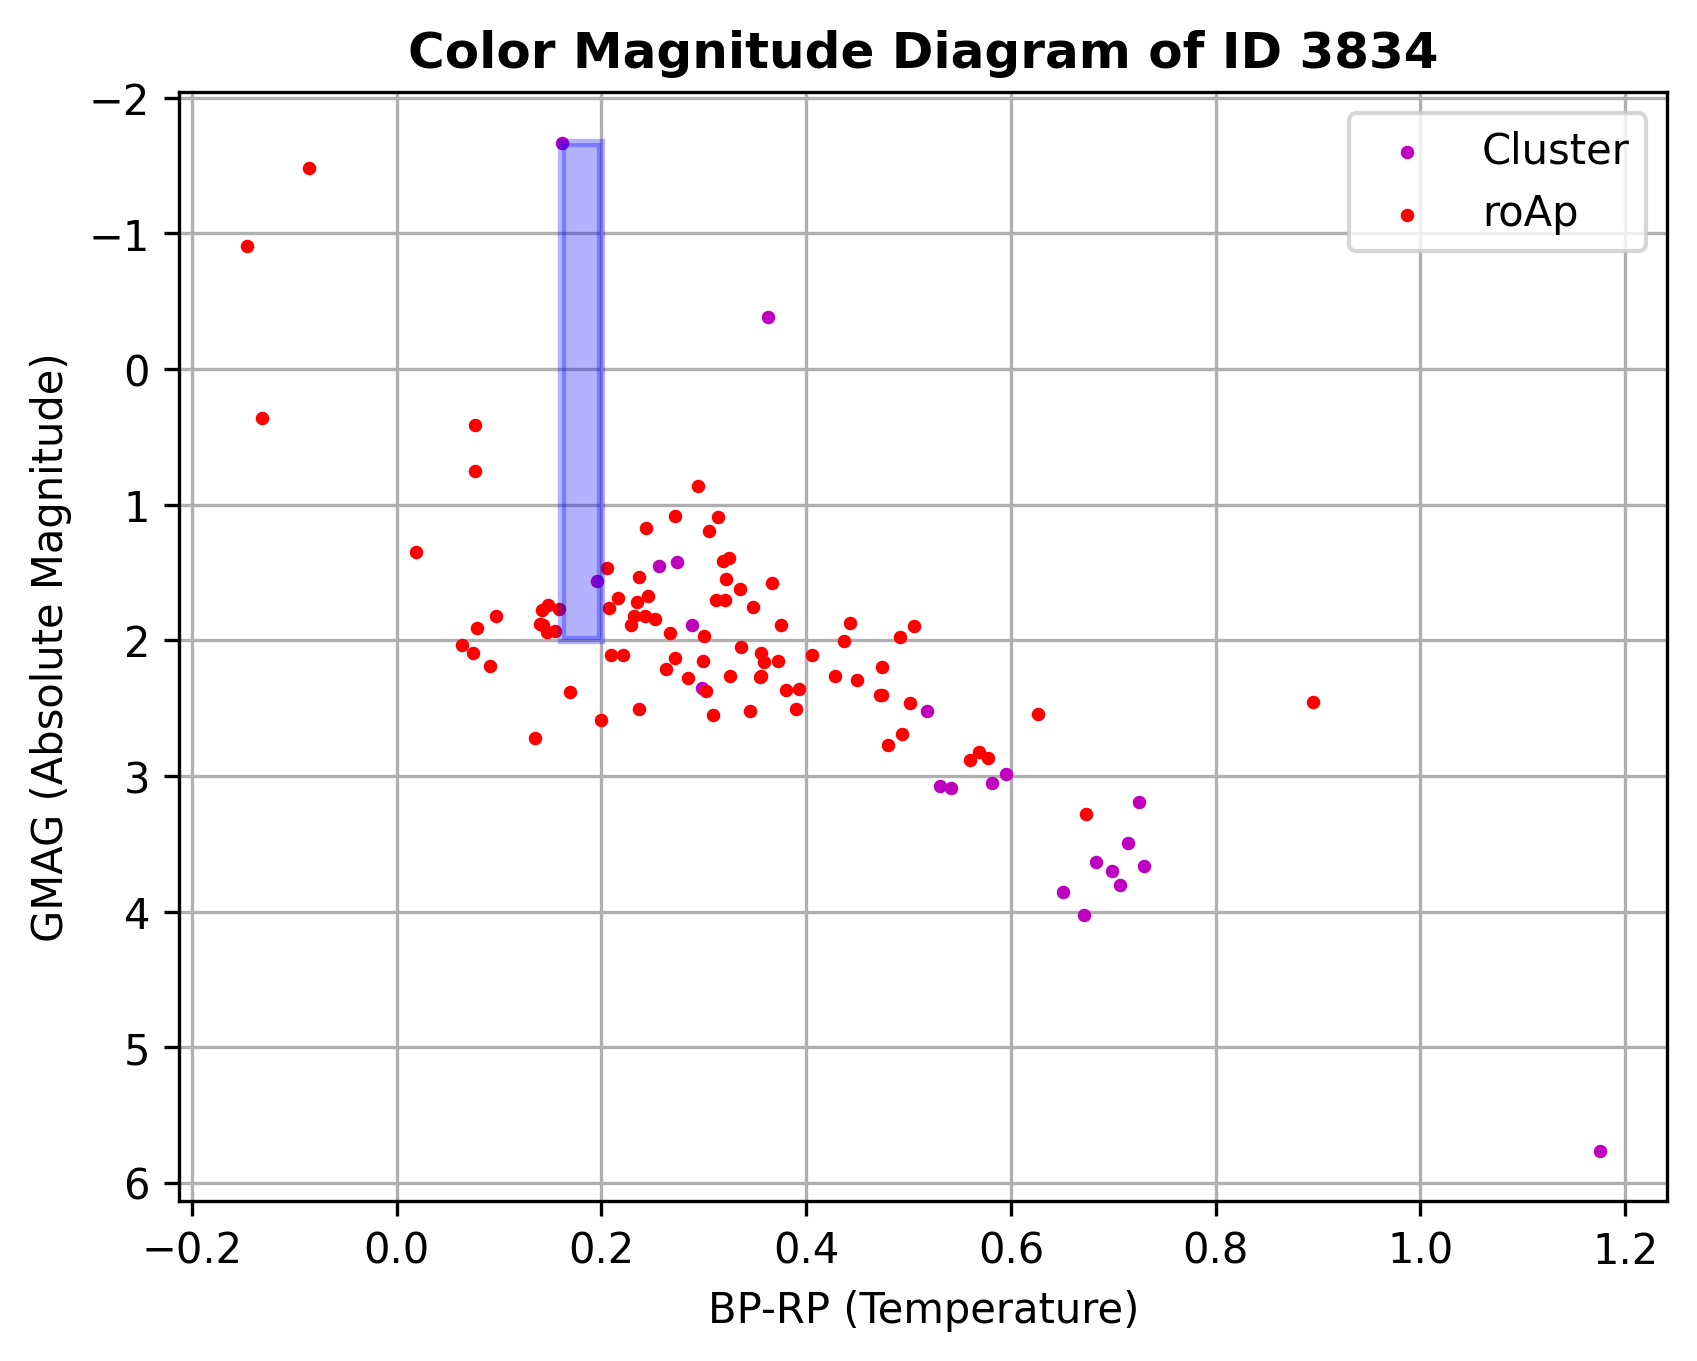 Color Magnitude Diagram of ID 3834
Cluster
roAp
−2
−1
0
1
2
3
4
5
6
GMAG (Absolute Magnitude)
−0.2 0.0 0.2 0.4 0.6 0.8 1.0 1.2
BP-RP (Temperature)